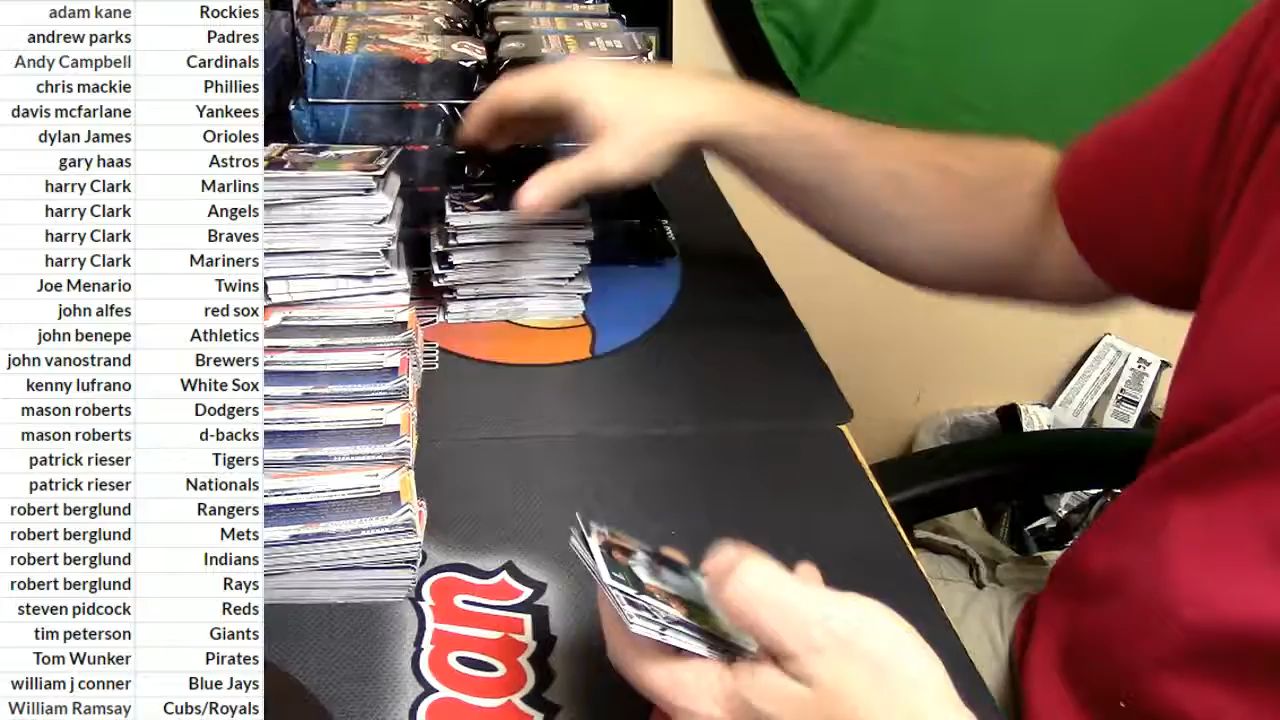 adam kane Rockies
andrew parks Padres
Andy Campbell Cardinals
chris mackie Phillies
davis mcfarlane Yankees
dylan James Orioles
gary haas Astros
harry Clark Marlins
harry Clark Angels
harry Clark Braves
harry Clark Mariners
Joe Menario Twins
john alfes red sox
john benepe Athletics
john vanostrand Brewers
kenny lufrano White Sox
mason roberts Dodgers
mason roberts d-backs
patrick rieser Tigers
patrick rieser Nationals
robert berglund Rangers
robert berglund Mets
robert berglund Indians
robert berglund Rays
steven pidcock Reds
tim peterson Giants
Tom Wunker Pirates
william j conner Blue Jays
William Ramsay Cubs/Royals